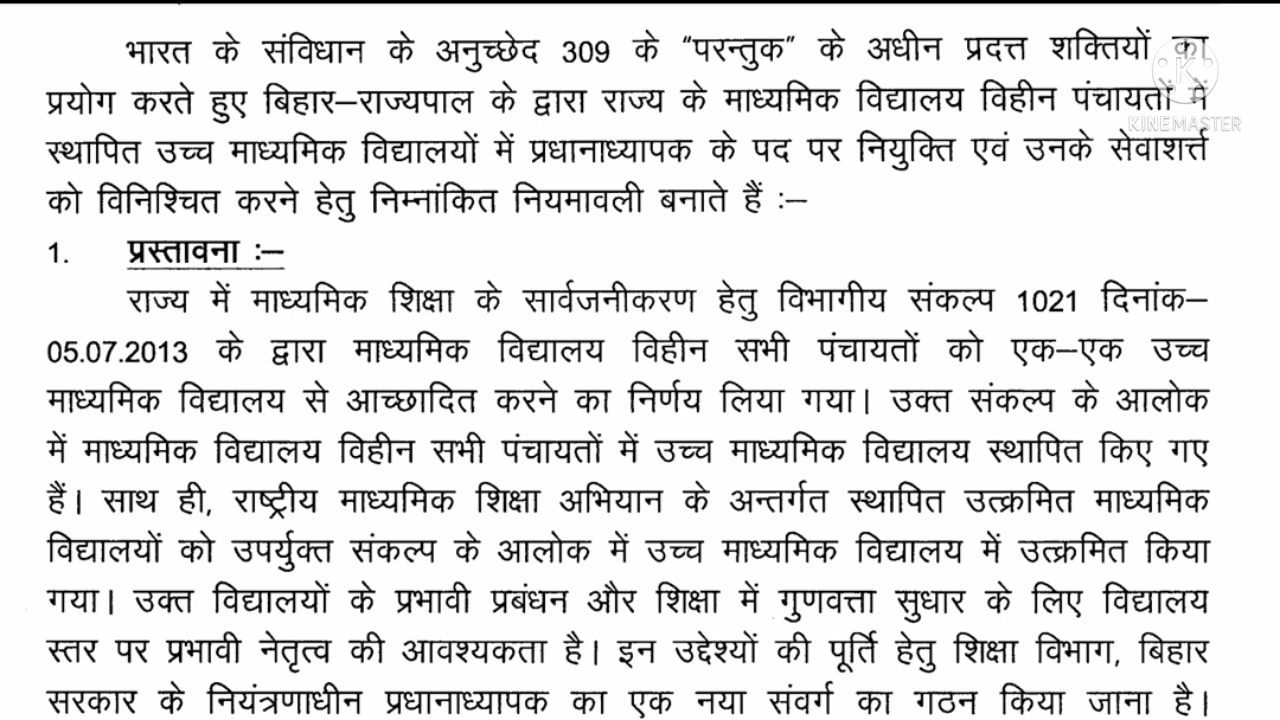 भारत के संविधान के अनुच्छेद 309 के "परन्तुक" के अधीन प्रदत्त शक्तियों का
प्रयोग करते हुए बिहार–राज्यपाल के द्वारा राज्य के माध्यमिक विद्यालय विहीन पंचायतों में
KINEMASTER
स्थापित उच्च माध्यमिक विद्यालयों में प्रधानाध्यापक के पद पर नियुक्ति एवं उनके सेवाशर्त्त
को विनिश्चित करने हेतु निम्नांकित नियमावली बनाते हैं :–
1. प्रस्तावना :–
राज्य में माध्यमिक शिक्षा के सार्वजनीकरण हेतु विभागीय संकल्प 1021 दिनांक–
05.07.2013 के द्वारा माध्यमिक विद्यालय विहीन सभी पंचायतों को एक–एक उच्च
माध्यमिक विद्यालय से आच्छादित करने का निर्णय लिया गया। उक्त संकल्प के आलोक
में माध्यमिक विद्यालय विहीन सभी पंचायतों में उच्च माध्यमिक विद्यालय स्थापित किए गए
हैं। साथ ही, राष्ट्रीय माध्यमिक शिक्षा अभियान के अन्तर्गत स्थापित उत्क्रमित माध्यमिक
विद्यालयों को उपर्युक्त संकल्प के आलोक में उच्च माध्यमिक विद्यालय में उत्क्रमित किया
गया। उक्त विद्यालयों के प्रभावी प्रबंधन और शिक्षा में गुणवत्ता सुधार के लिए विद्यालय
स्तर पर प्रभावी नेतृत्व की आवश्यकता है। इन उद्देश्यों की पूर्ति हेतु शिक्षा विभाग, बिहार
सरकार के नियंत्रणाधीन प्रधानाध्यापक का एक नया संवर्ग का गठन किया जाना है।